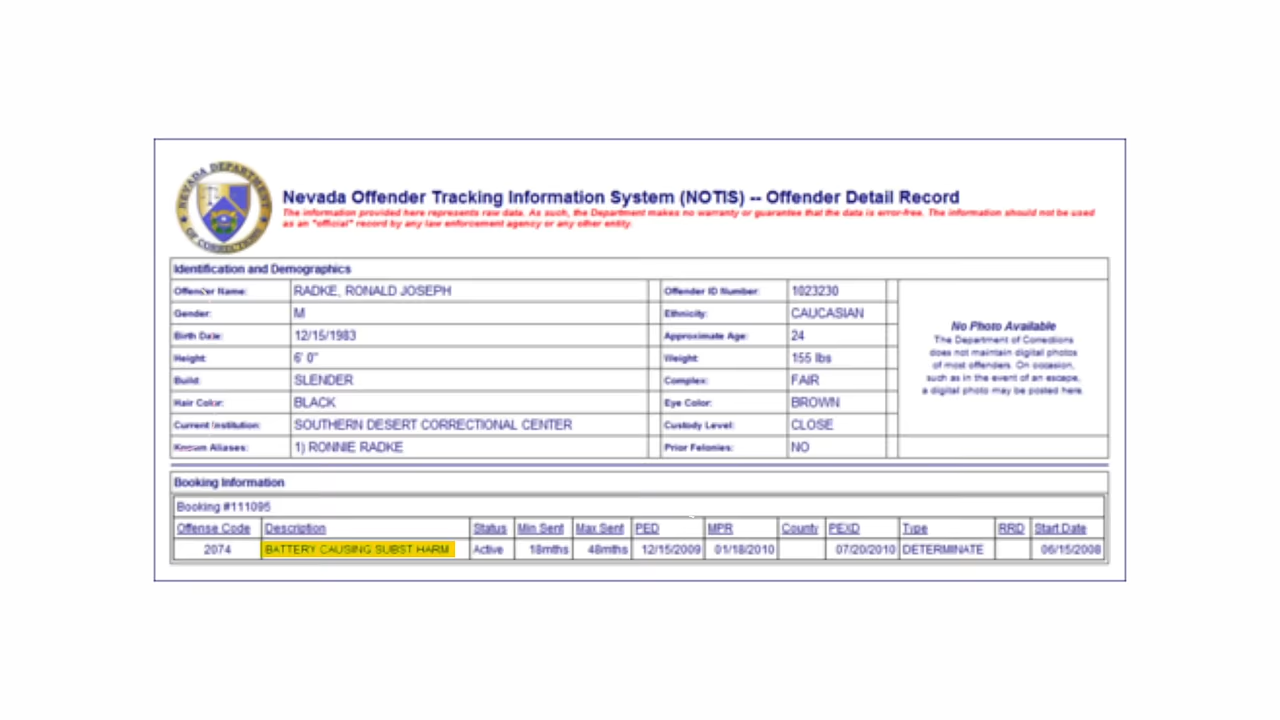 NEVADA DEPARTMENT
OF CORRECTIONS
Nevada Offender Tracking Information System (NOTIS) -- Offender Detail Record
The information provided here represents raw data. As such, the Department makes no warranty or guarantee that the data is error-free. The information should not be used
as an "official" record by any law enforcement agency or any other entity.
Identification and Demographics
Offender Name: RADKE, RONALD JOSEPH Offender ID Number: 1023230
Gender: M Ethnicity: CAUCASIAN
Birth Date: 12/15/1983 Approximate Age: 24
Height: 6' 0" Weight: 155 lbs
Build: SLENDER Complex: FAIR
Hair Color: BLACK Eye Color: BROWN
Current Institution: SOUTHERN DESERT CORRECTIONAL CENTER Custody Level: CLOSE
Known Aliases: 1) RONNIE RADKE Prior Felonies: NO
No Photo Available
The Department of Corrections
does not maintain digital photos
of most offenders. On occasion,
such as in the event of an escape,
a digital photo may be posted here.
Booking Information
Booking #111095
Offense Code Description Status Min Sent Max Sent PED MPR County PEXD Type RRD Start Date
2074 BATTERY CAUSING SUBST HARM Active 18mths 48mths 12/15/2009 01/18/2010 07/20/2010 DETERMINATE 06/15/2008